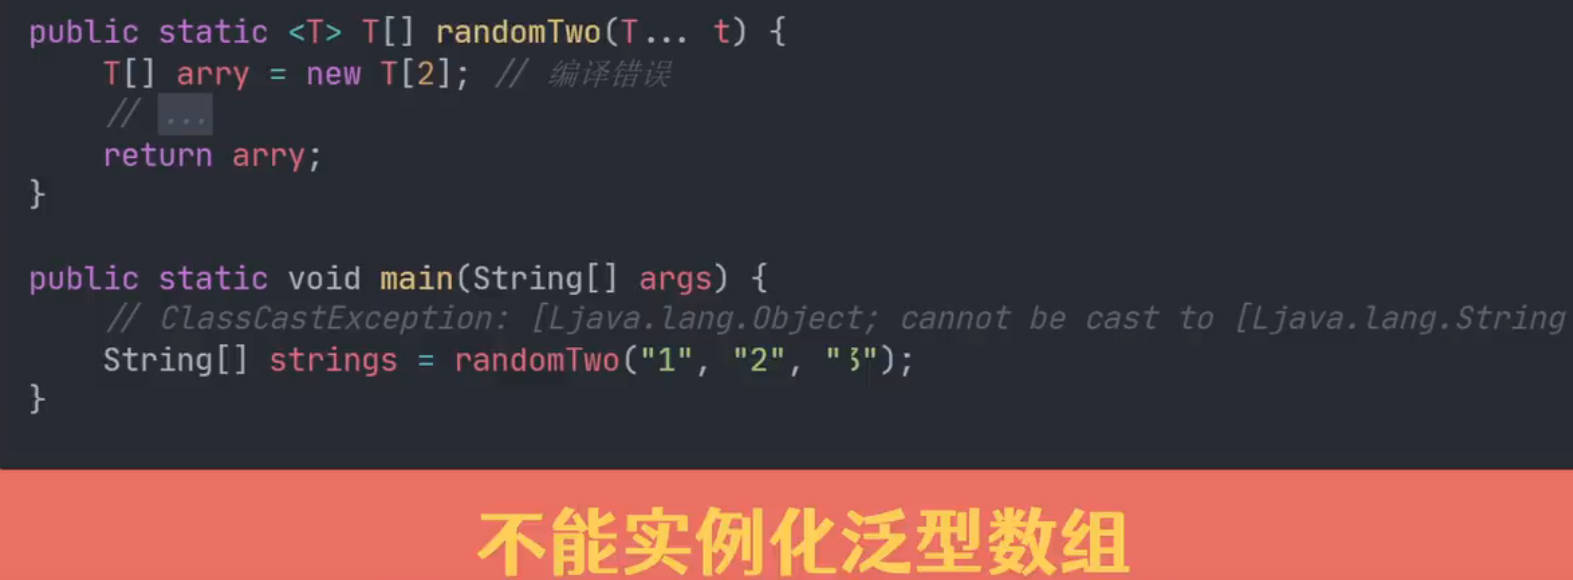 public static <T> T[] randomTwo(T... t) {
T[] arry = new T[2]; // 编译错误
// ...
return arry;
}
public static void main(String[] args) {
// ClassCastException: [Ljava.lang.Object; cannot be cast to [Ljava.lang.String
String[] strings = randomTwo("1", "2", "3");
}
不能实例化泛型数组